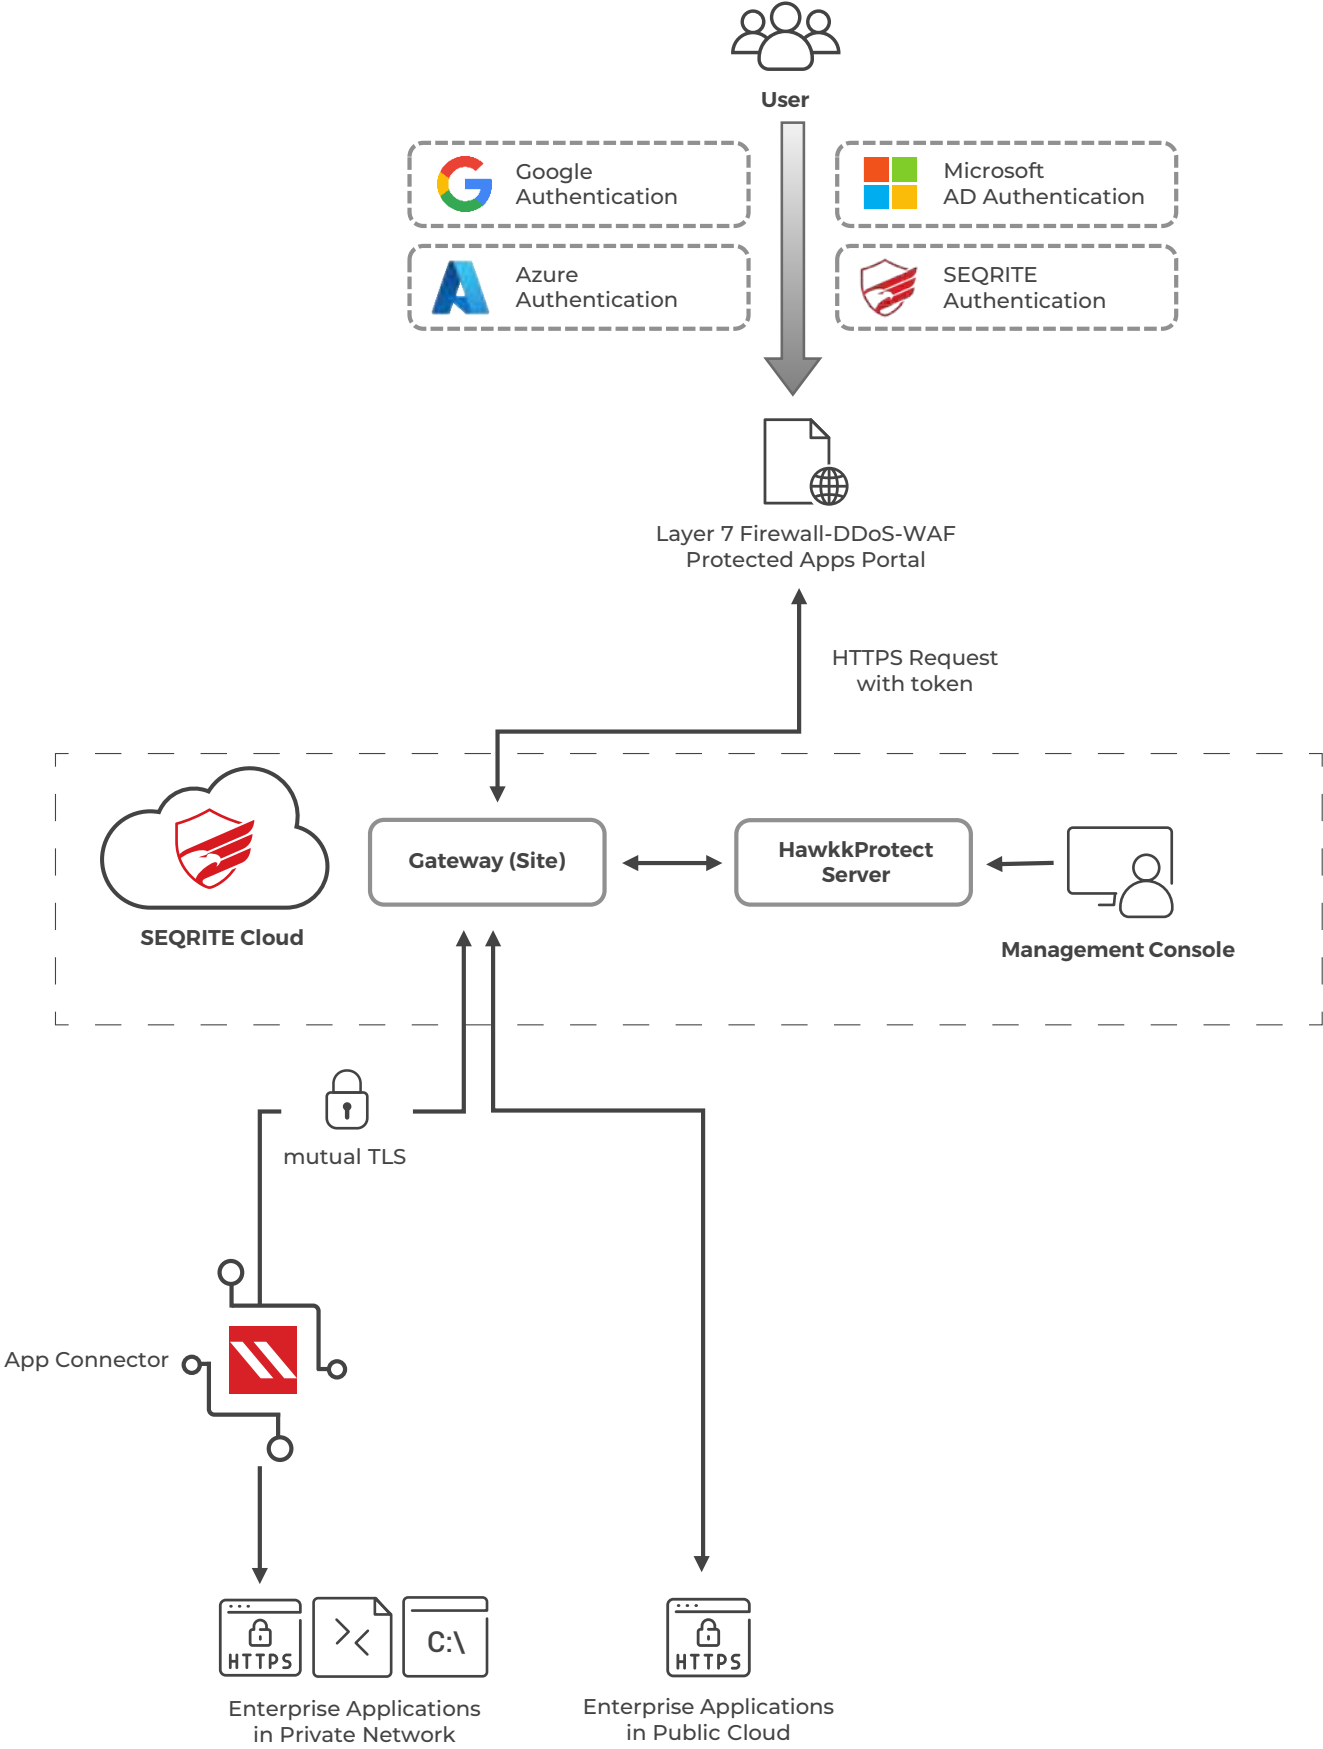 User
Google
Authentication
Microsoft
AD Authentication
Azure
Authentication
SEQRITE
Authentication
Layer 7 Firewall-DDoS-WAF
Protected Apps Portal
HTTPS Request
with token
SEQRITE Cloud
Gateway (Site)
HawkkProtect
Server
Management Console
mutual TLS
App Connector
HTTPS
C:\
Enterprise Applications
in Private Network
HTTPS
Enterprise Applications
in Public Cloud